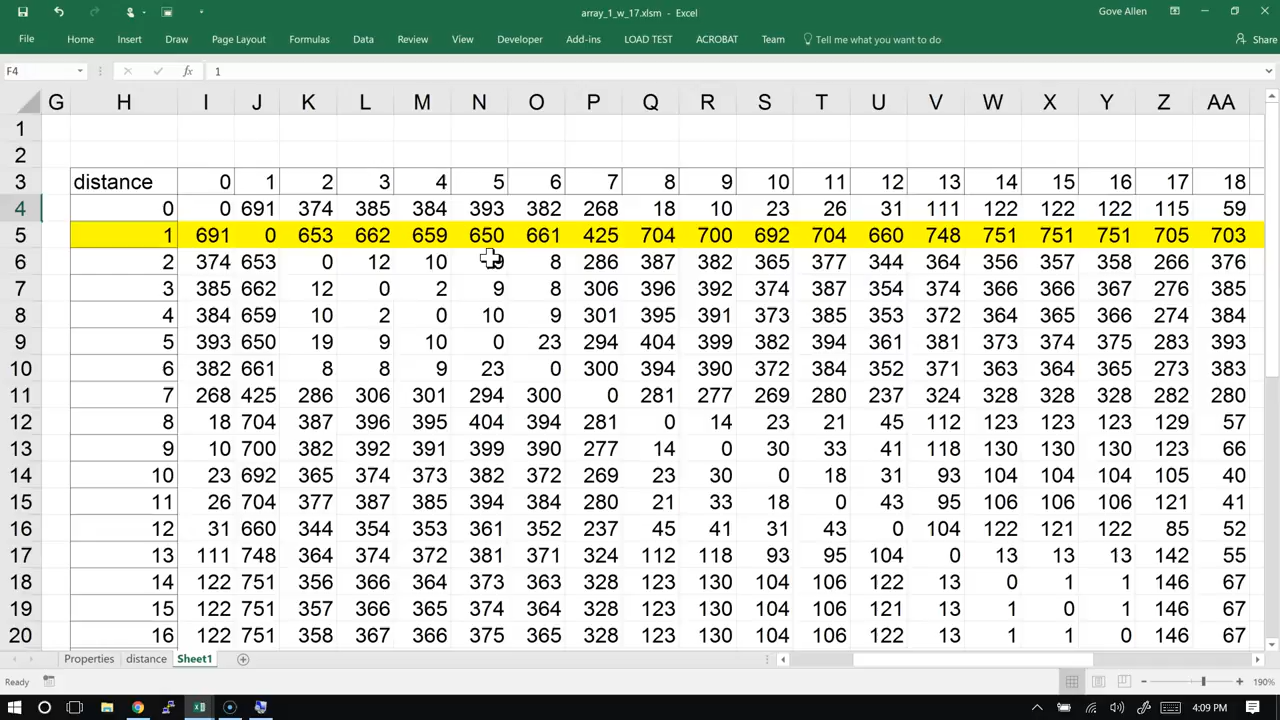 array_1_w_17.xlsm - Excel
Gove Allen
File Home Insert Draw Page Layout Formulas Data Review View Developer Add-ins LOAD TEST ACROBAT Team Tell me what you want to do Share
F4 fx 1
G H I J K L M N O P Q R S T U V W X Y Z AA
1
2
3 distance 0 1 2 3 4 5 6 7 8 9 10 11 12 13 14 15 16 17 18
4 0 0 691 374 385 384 393 382 268 18 10 23 26 31 111 122 122 122 115 59
5 1 691 0 653 662 659 650 661 425 704 700 692 704 660 748 751 751 751 705 703
6 2 374 653 0 12 10 9 8 286 387 382 365 377 344 364 356 357 358 266 376
7 3 385 662 12 0 2 9 8 306 396 392 374 387 354 374 366 366 367 276 385
8 4 384 659 10 2 0 10 9 301 395 391 373 385 353 372 364 365 366 274 384
9 5 393 650 19 9 10 0 23 294 404 399 382 394 361 381 373 374 375 283 393
10 6 382 661 8 8 9 23 0 300 394 390 372 384 352 371 363 364 365 273 383
11 7 268 425 286 306 301 294 300 0 281 277 269 280 237 324 328 328 328 282 280
12 8 18 704 387 396 395 404 394 281 0 14 23 21 45 112 123 123 123 129 57
13 9 10 700 382 392 391 399 390 277 14 0 30 33 41 118 130 130 130 123 66
14 10 23 692 365 374 373 382 372 269 23 30 0 18 31 93 104 104 104 105 40
15 11 26 704 377 387 385 394 384 280 21 33 18 0 43 95 106 106 106 121 41
16 12 31 660 344 354 353 361 352 237 45 41 31 43 0 104 122 121 122 85 52
17 13 111 748 364 374 372 381 371 324 112 118 93 95 104 0 13 13 13 142 55
18 14 122 751 356 366 364 373 363 328 123 130 104 106 122 13 0 1 1 146 67
19 15 122 751 357 366 365 374 364 328 123 130 104 106 121 13 1 0 1 146 67
20 16 122 751 358 367 366 375 365 328 123 130 104 106 122 13 1 1 0 146 67
Properties distance Sheet1
Ready 190%
4:09 PM